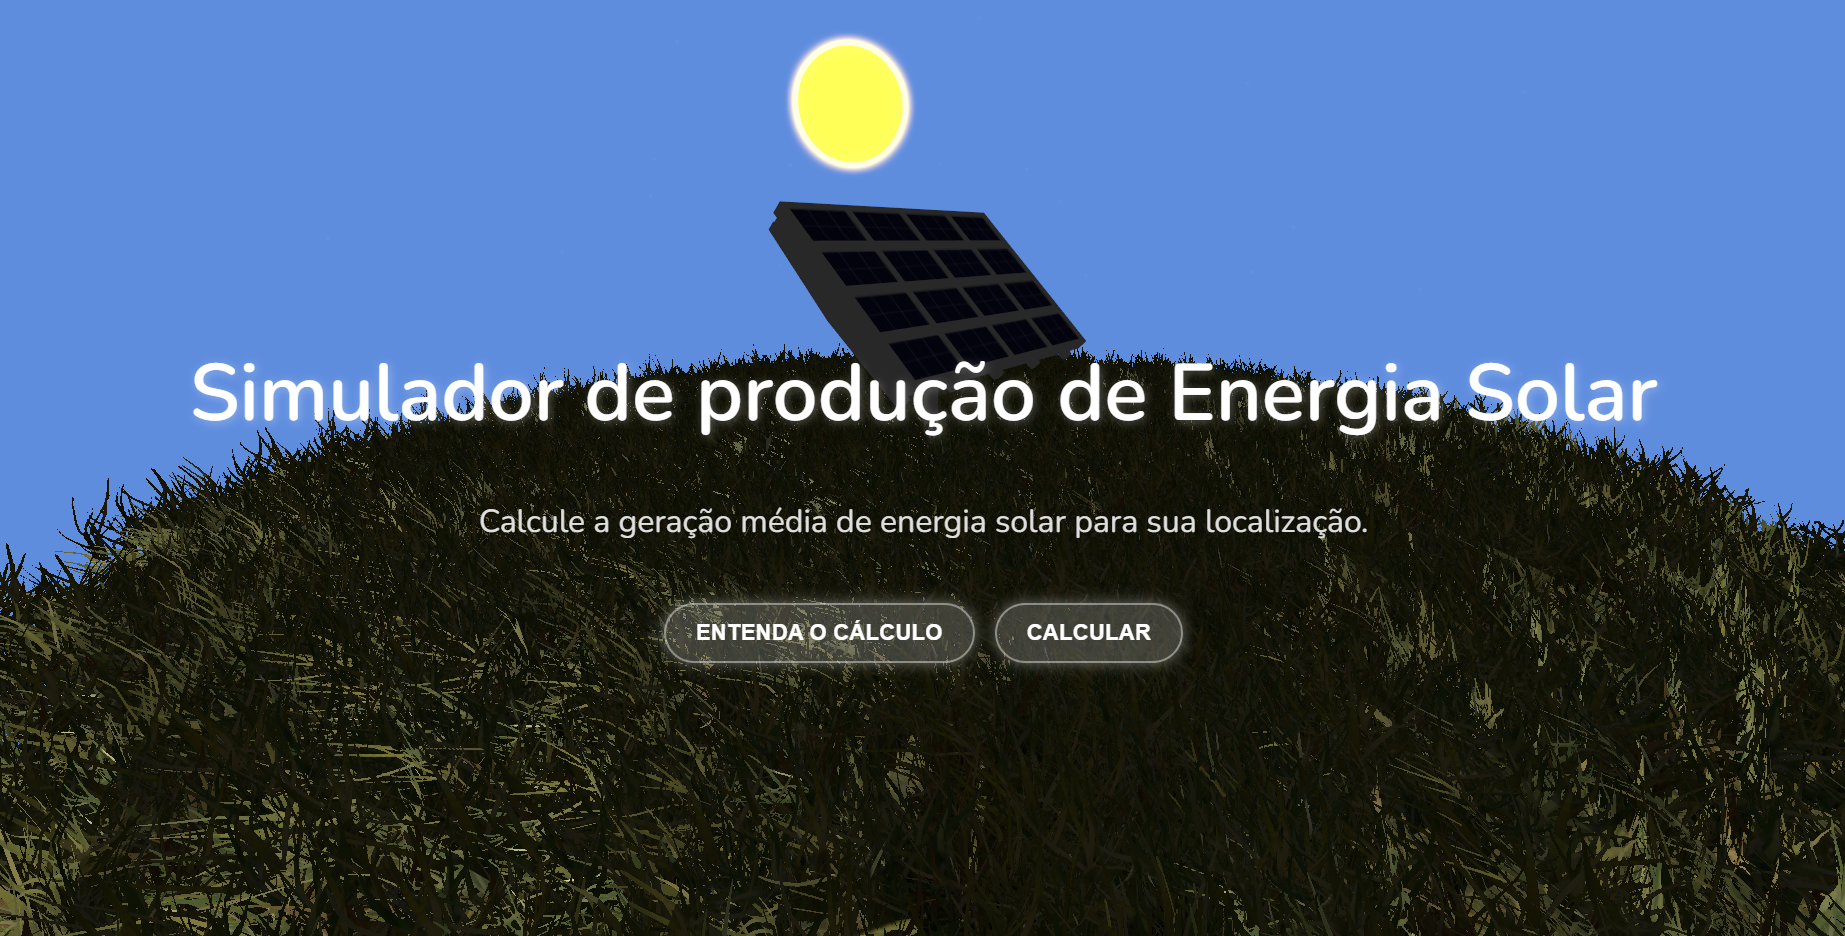 Simulador de produção de Energia Solar
Calcule a geração média de energia solar para sua localização.
ENTENDA O CÁLCULO
CALCULAR